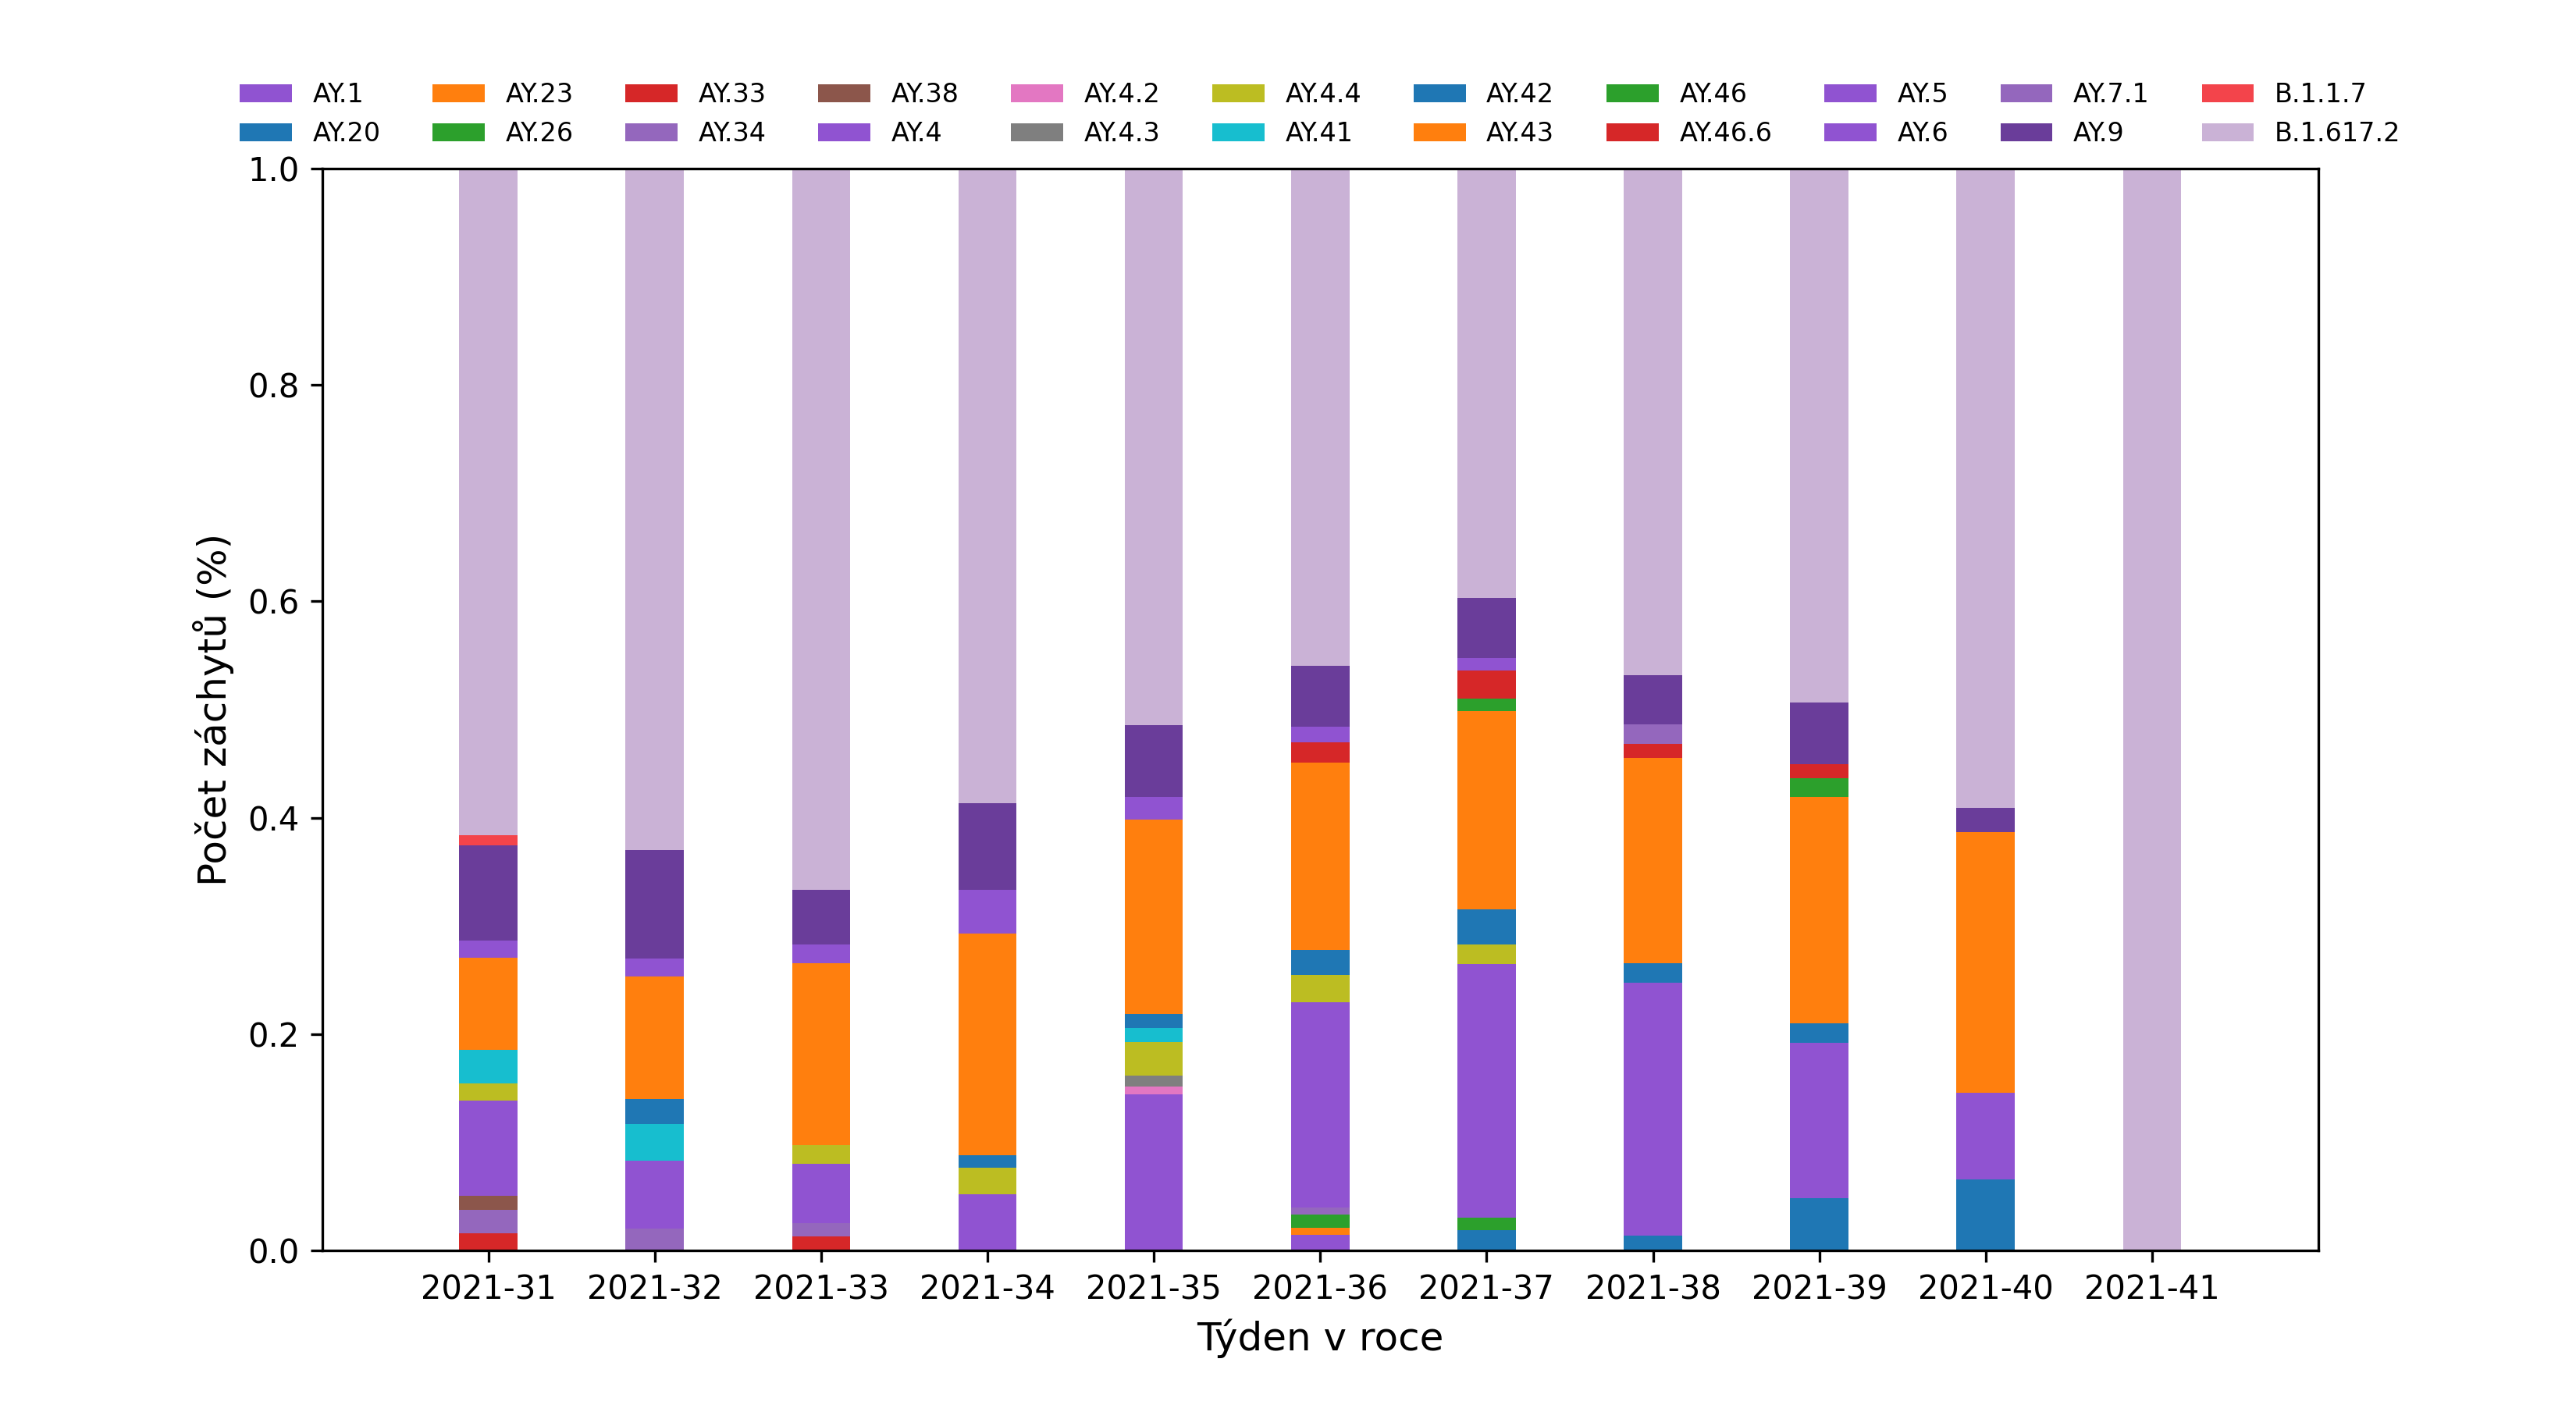 AY.1 AY.23 AY.33 AY.38 AY.4.2 AY.4.4 AY.42 AY.46 AY.5 AY.7.1 B.1.1.7
AY.20 AY.26 AY.34 AY.4 AY.4.3 AY.41 AY.43 AY.46.6 AY.6 AY.9 B.1.617.2
1.0
0.8
0.6
0.4
0.2
0.0
Počet záchytů (%)
2021-31 2021-32 2021-33 2021-34 2021-35 2021-36 2021-37 2021-38 2021-39 2021-40 2021-41
Týden v roce